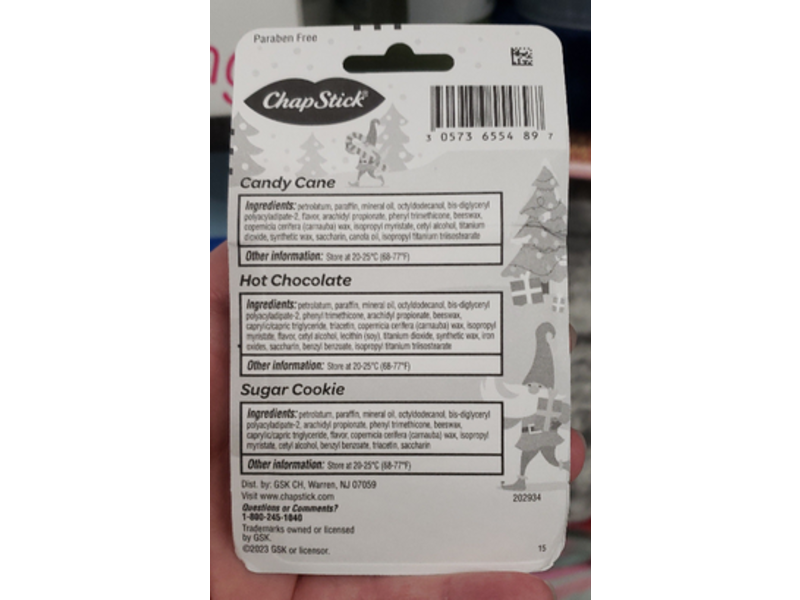 Paraben Free
ChapStick®
3 0573 6554 89 7
Candy Cane
Ingredients: petrolatum, paraffin, mineral oil, octyldodecanol, bis-diglyceryl
polyacyladipate-2, flavor, arachidyl propionate, phenyl trimethicone, beeswax,
copernicia cerifera (carnauba) wax, isopropyl myristate, cetyl alcohol, titanium
dioxide, synthetic wax, saccharin, canola oil, isopropyl titanium triisostearate
Other information: Store at 20-25°C (68-77°F)
Hot Chocolate
Ingredients: petrolatum, paraffin, mineral oil, octyldodecanol, bis-diglyceryl
polyacyladipate-2, phenyl trimethicone, arachidyl propionate, beeswax,
caprylic/capric triglyceride, triacetin, copernicia cerifera (carnauba) wax, isopropyl
myristate, flavor, cetyl alcohol, lecithin (soy), titanium dioxide, synthetic wax, iron
oxides, saccharin, benzyl benzoate, isopropyl titanium triisostearate
Other information: Store at 20-25°C (68-77°F)
Sugar Cookie
Ingredients: petrolatum, paraffin, mineral oil, octyldodecanol, bis-diglyceryl
polyacyladipate-2, arachidyl propionate, phenyl trimethicone, beeswax,
caprylic/capric triglyceride, flavor, copernicia cerifera (carnauba) wax, isopropyl
myristate, cetyl alcohol, benzyl benzoate, triacetin, saccharin
Other information: Store at 20-25°C (68-77°F)
Dist. by: GSK CH, Warren, NJ 07059
Visit www.chapstick.com
202934
Questions or Comments?
1-800-245-1040
Trademarks owned or licensed
by GSK.
©2023 GSK or licensor.
15